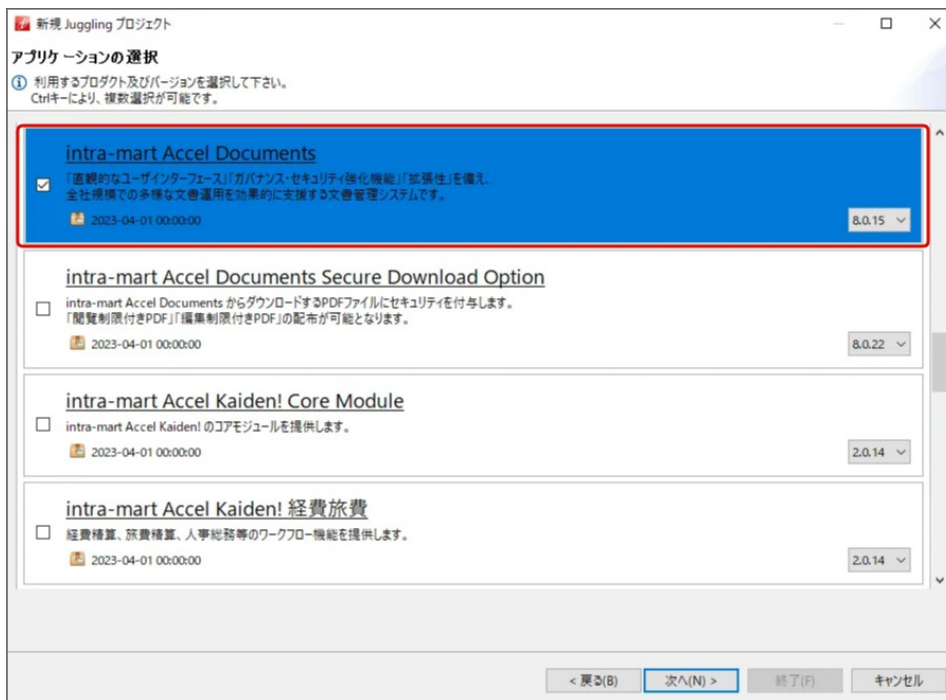 新規 Juggling プロジェクト
アプリケーションの選択
利用するプロダクト及びバージョンを選択して下さい。
Ctrlキーにより、複数選択が可能です。
intra-mart Accel Documents
「直観的なユーザインターフェース」「ガバナンス・セキュリティ強化機能」「拡張性」を備え、
全社規模での多様な文書運用を効果的に支援する文書管理システムです。
2023-04-01 00:00:00
8.0.15
intra-mart Accel Documents Secure Download Option
intra-mart Accel Documents からダウンロードするPDFファイルにセキュリティを付与します。
「閲覧制限付きPDF」「編集制限付きPDF」の配布が可能となります。
2023-04-01 00:00:00
8.0.22
intra-mart Accel Kaiden! Core Module
intra-mart Accel Kaiden! のコアモジュールを提供します。
2023-04-01 00:00:00
2.0.14
intra-mart Accel Kaiden! 経費旅費
経費精算、旅費精算、人事総務等のワークフロー機能を提供します。
2023-04-01 00:00:00
2.0.14
< 戻る(B)
次へ(N) >
終了(F)
キャンセル